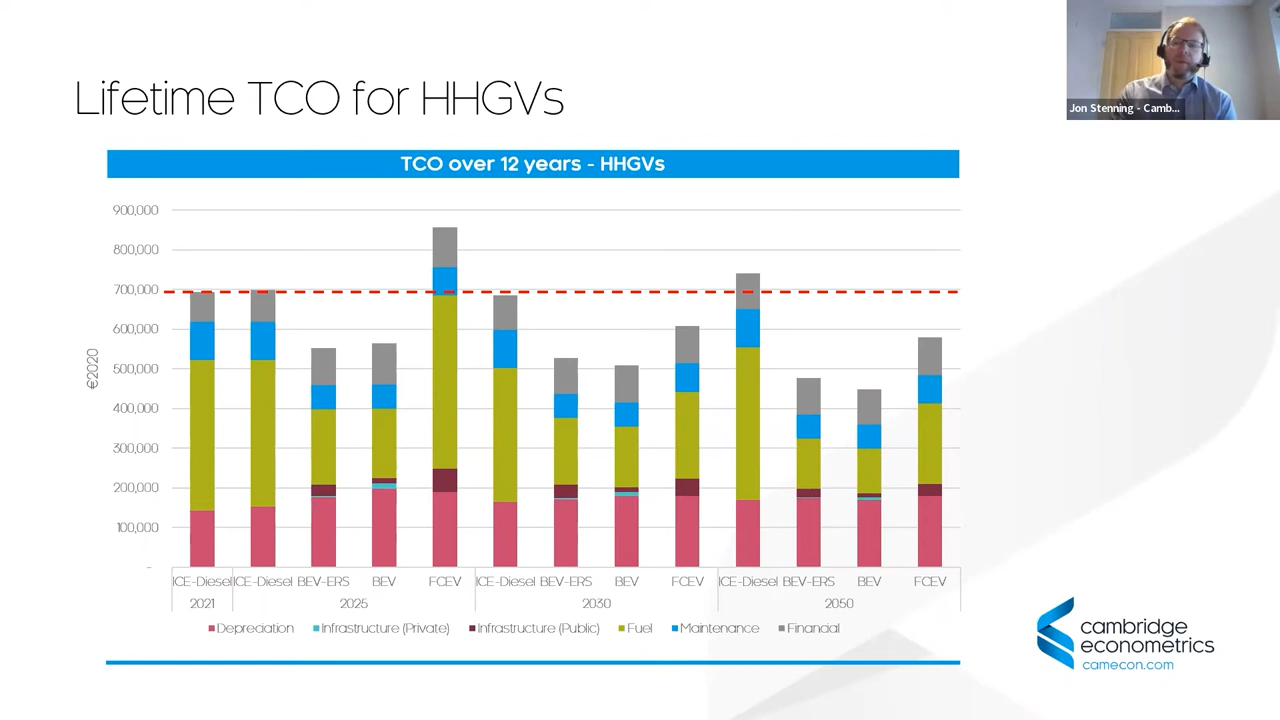 Jon Stenning - Camb...
Lifetime TCO for HHGVs
TCO over 12 years - HHGVs
900,000
800,000
700,000
600,000
500,000
400,000
300,000
200,000
100,000
-
€2020
ICE-Diesel ICE-Diesel BEV-ERS BEV FCEV ICE-Diesel BEV-ERS BEV FCEV ICE-Diesel BEV-ERS BEV FCEV
2021 2025 2030 2050
Depreciation Infrastructure (Private) Infrastructure (Public) Fuel Maintenance Financial
cambridge
econometrics
camecon.com